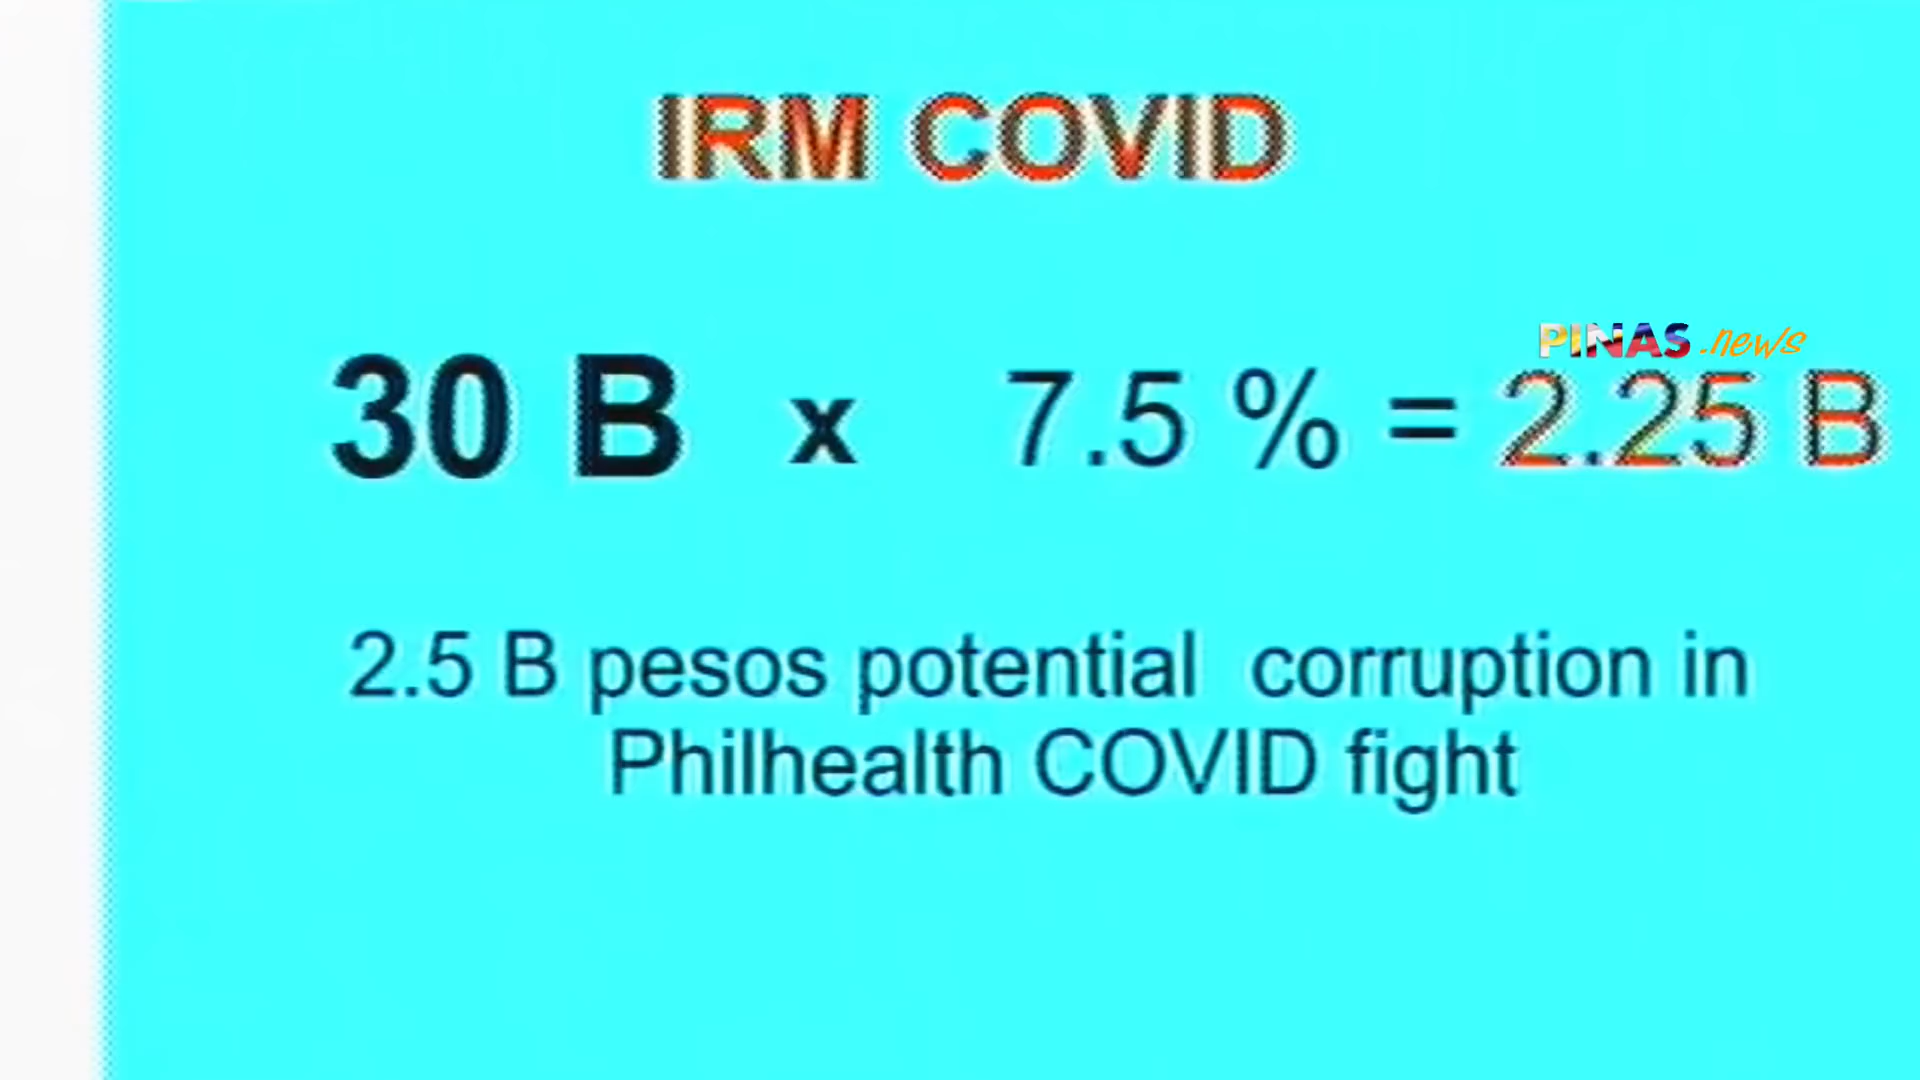 IRM COVID
PINAS .news
30 B x 7.5 % = 2.25 B
2.5 B pesos potential corruption in
Philhealth COVID fight